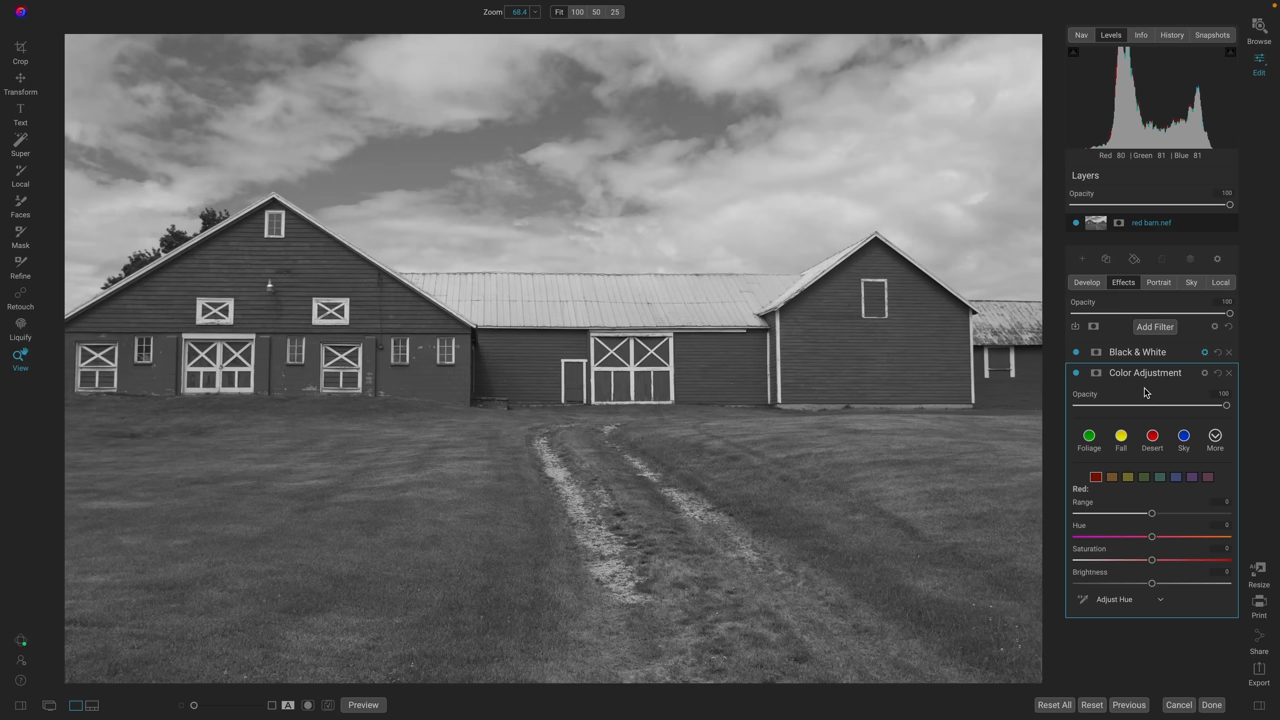 Zoom 68.4 Fit 100 50 25
Crop
Transform
Text
Super
Local
Faces
Mask
Refine
Retouch
Liquify
View
Nav Levels Info History Snapshots
Red 80 | Green 81 | Blue 81
Layers
Opacity 100
red barn.nef
Develop Effects Portrait Sky Local
Opacity 100
Add Filter
Black & White
Color Adjustment
Opacity 100
Foliage Fall Desert Sky More
Red:
Range 0
Hue 0
Saturation 0
Brightness 0
Adjust Hue
Browse
Edit
AI
Resize
Print
Share
Export
A Preview
Reset All Reset Previous Cancel Done